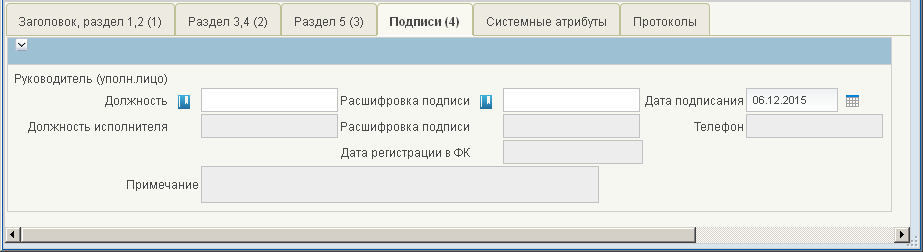 Заголовок, раздел 1,2 (1) Раздел 3,4 (2) Раздел 5 (3) Подписи (4) Системные атрибуты Протоколы
Руководитель (уполн.лицо)
Должность Расшифровка подписи Дата подписания 06.12.2015
Должность исполнителя Расшифровка подписи Телефон
Дата регистрации в ФК
Примечание